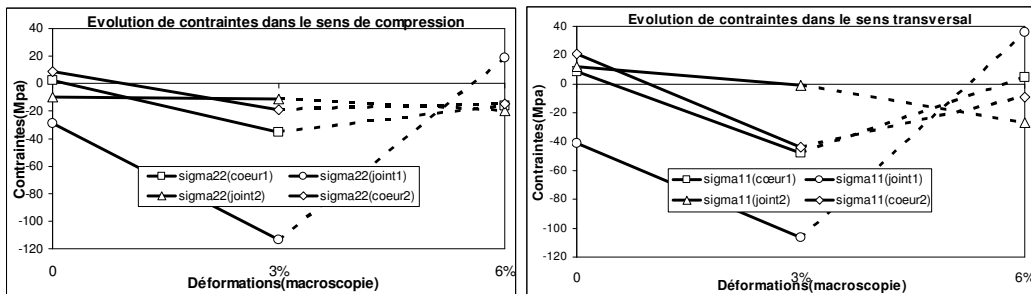 Evolution de contraintes dans le sens de compression
Contraintes(Mpa)
40
20
0
-20
-40
-60
-80
-100
-120
sigma22(coeur1)
sigma22(joint1)
sigma22(joint2)
sigma22(coeur2)
0
3%
6%
Déformations(macroscopie)
Evolution de contraintes dans le sens transversal
Contraintes(Mpa)
40
20
0
-20
-40
-60
-80
-100
-120
sigma11(cœur1)
sigma11(joint1)
sigma11(joint2)
sigma11(coeur2)
0
3%
6%
Déformations(macroscopie)